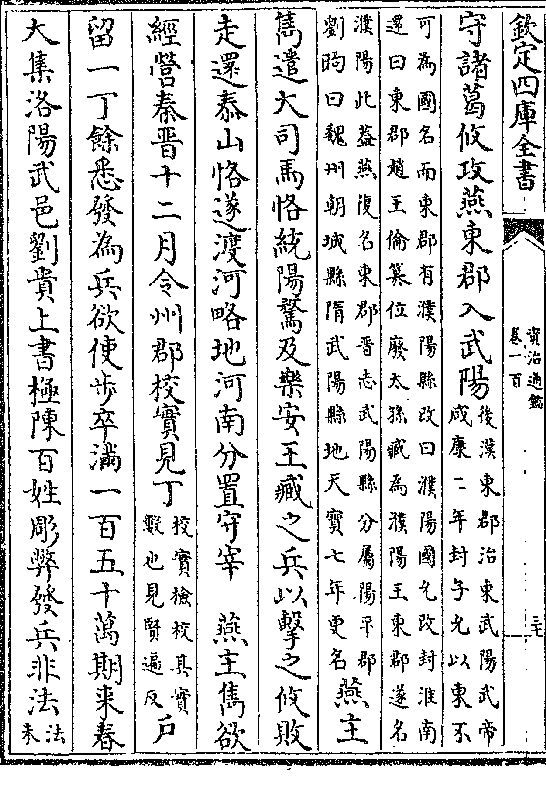 欽定四庫全書
資治通鑑
卷一百
守諸葛攸攻燕東郡入武陽
後漢東郡治東武陽武帝
咸康二年封子允以東不
可為國名而東郡有濮陽縣改曰濮陽國允改封淮南
還曰東郡趙王倫簒位廢太孫臧為濮陽王東郡遂名
濮陽此葢燕復名東郡晉志武陽縣分屬陽平郡
劉昫曰魏州朝城縣隋武陽縣地天寶七年更名
燕主
雋遣大司馬恪統陽騖及樂安王臧之兵以擊之攸敗
走還泰山恪遂渡河略地河南分置守宰 燕主雋欲
經營秦晉十二月令州郡校實見丁
校實檢校其實
數也見賢遍反
戶
留一丁餘悉發為兵欲使步卒滿一百五十萬期來春
大集洛陽武邑劉貴上書極陳百姓彫弊發兵非法
法
未